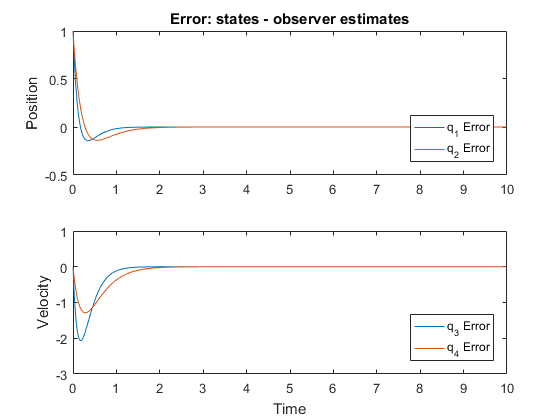 Error: states - observer estimates
Position
1
0.5
0
-0.5
q1 Error
q2 Error
0 1 2 3 4 5 6 7 8 9 10
Velocity
1
0
-1
-2
-3
q3 Error
q4 Error
0 1 2 3 4 5 6 7 8 9 10
Time